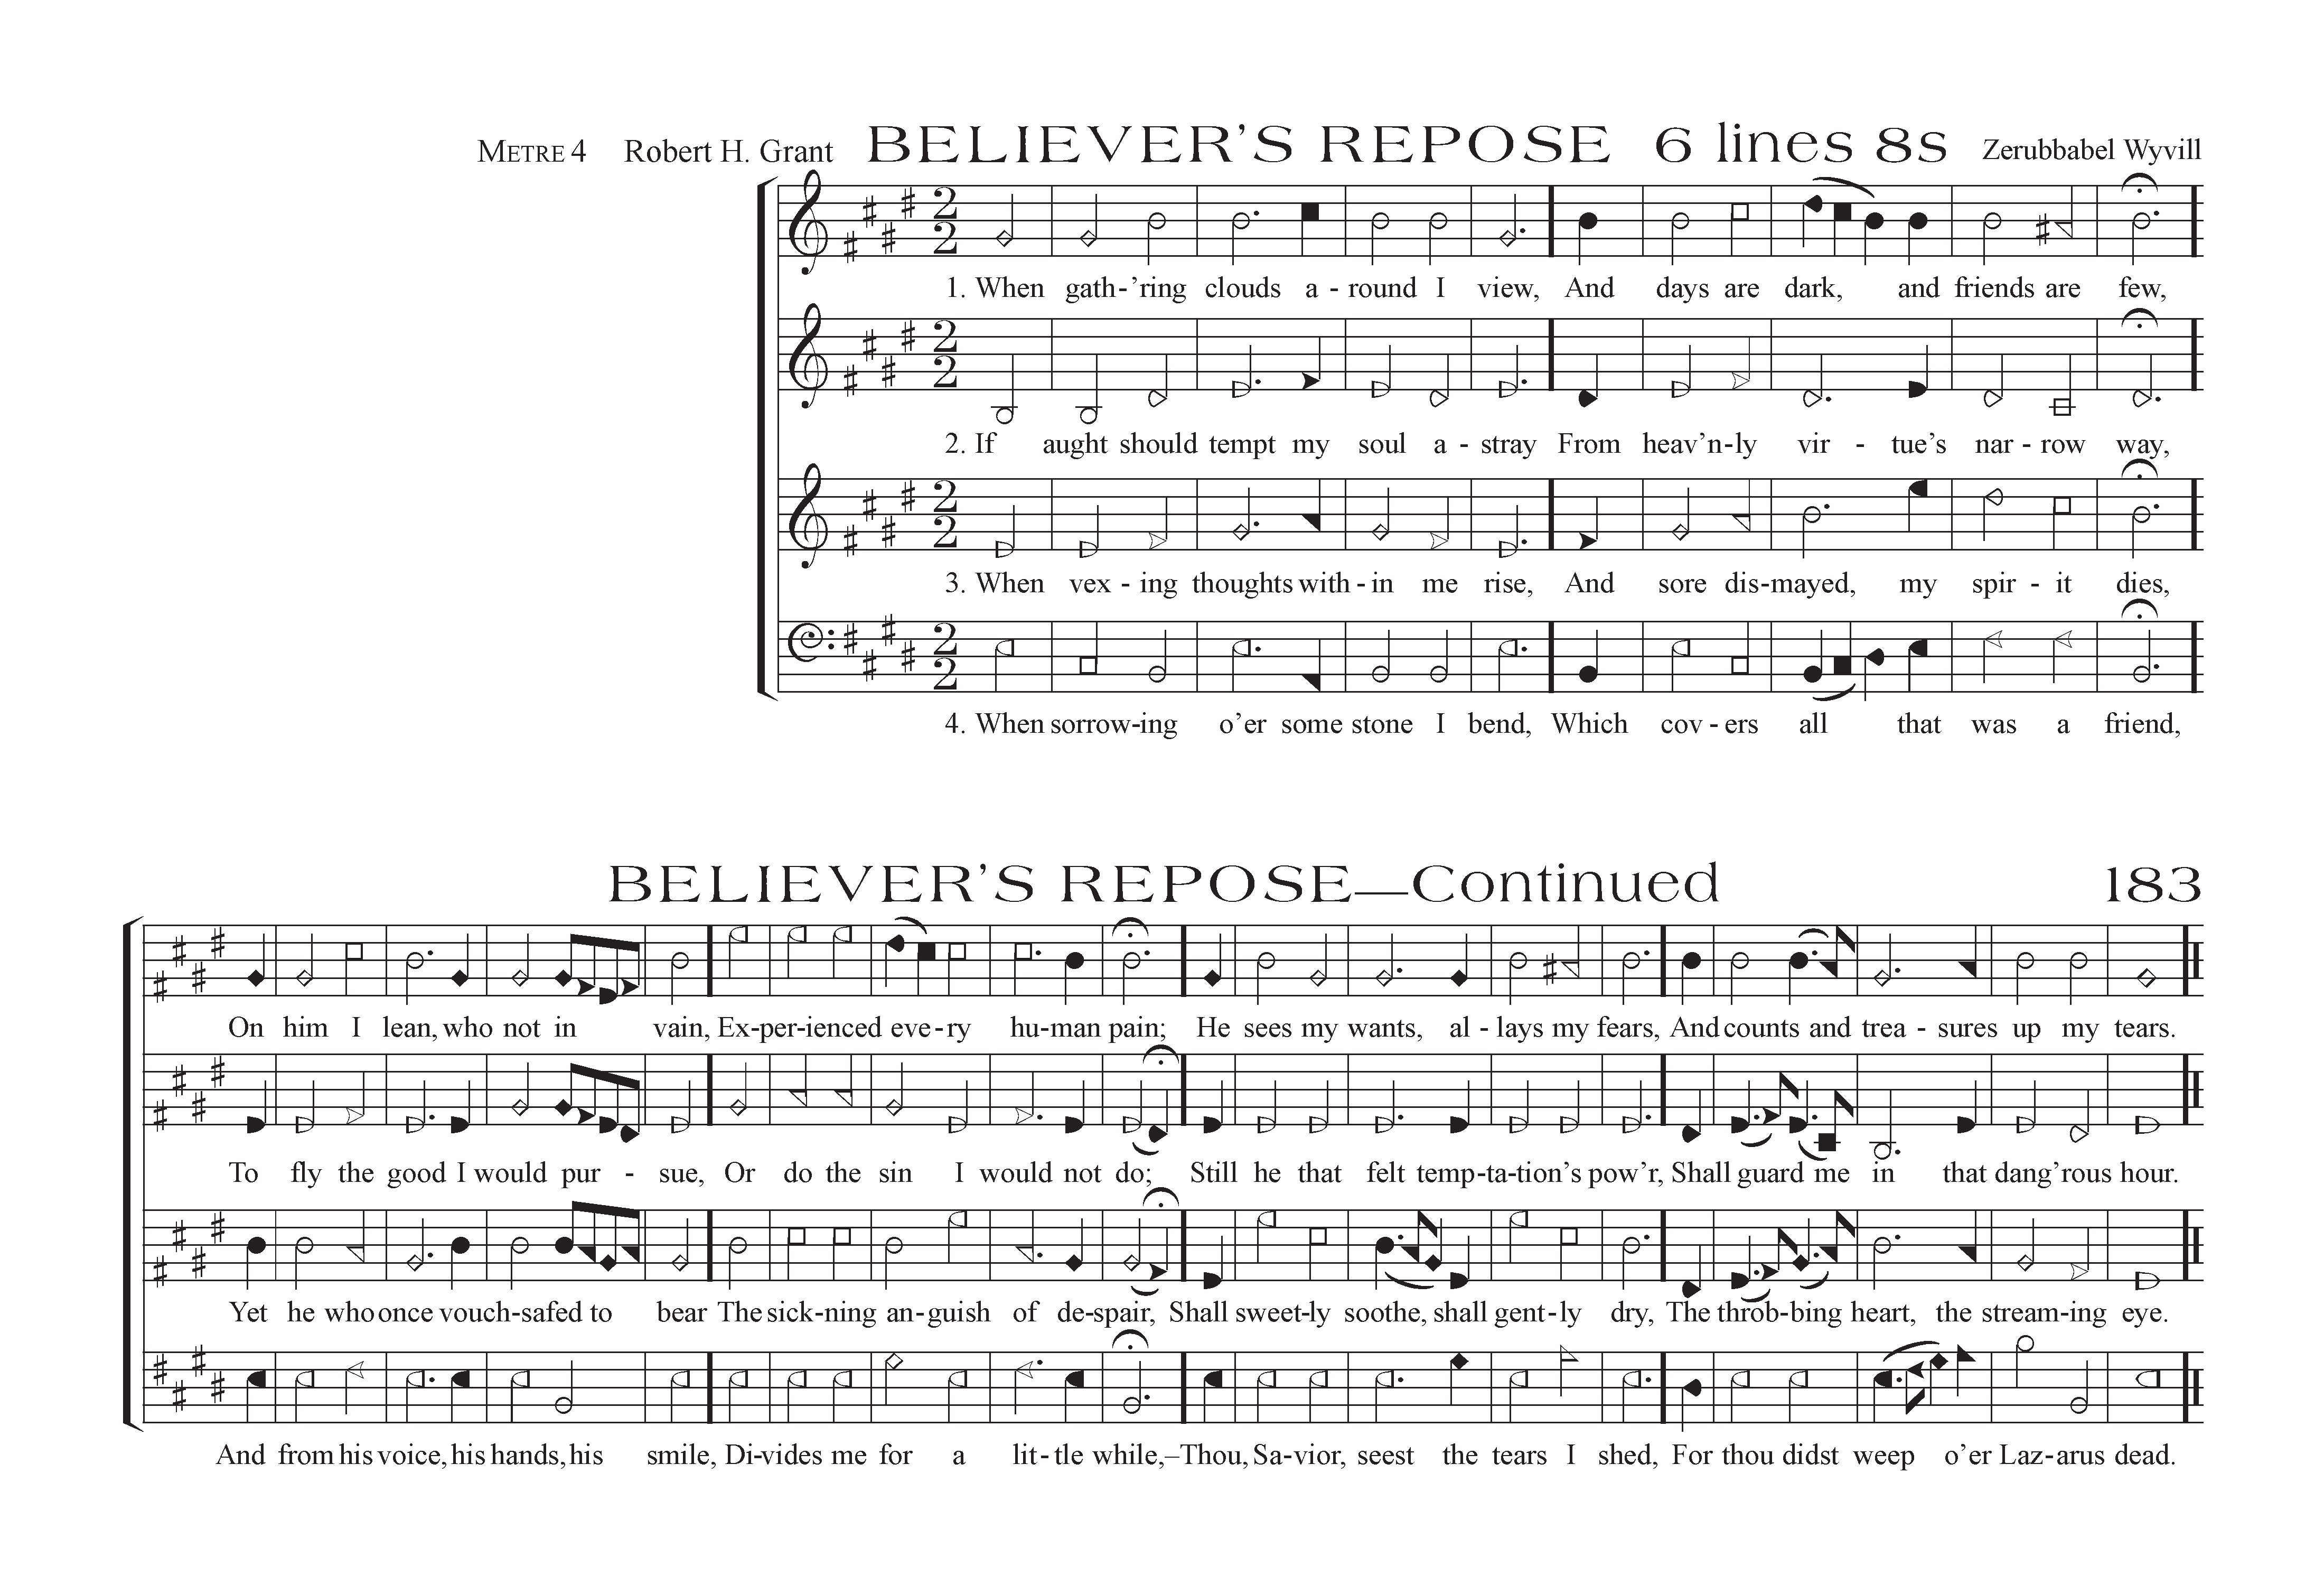 METRE 4 Robert H. Grant BELIEVER’S REPOSE 6 lines 8s Zerubbabel Wyvill
2
2
1. When gath-’ring clouds a - round I view, And days are dark, and friends are few,
2
2
2. If aught should tempt my soul a - stray From heav’n-ly vir - tue’s nar - row way,
2
2
3. When vex - ing thoughts with - in me rise, And sore dis-mayed, my spir - it dies,
2
2
4. When sorrow-ing o’er some stone I bend, Which cov - ers all that was a friend,
BELIEVER’S REPOSE—Continued 183
On him I lean, who not in vain, Ex-per-ienced eve-ry hu-man pain; He sees my wants, al - lays my fears, And counts and trea - sures up my tears.
To fly the good I would pur - sue, Or do the sin I would not do; Still he that felt temp-ta-tion’s pow’r, Shall guard me in that dang’rous hour.
Yet he who once vouch-safed to bear The sick-ning an-guish of de-spair, Shall sweet-ly soothe, shall gent-ly dry, The throb-bing heart, the stream-ing eye.
And from his voice, his hands, his smile, Di-vides me for a lit-tle while,–Thou, Sa-vior, seest the tears I shed, For thou didst weep o’er Laz-arus dead.